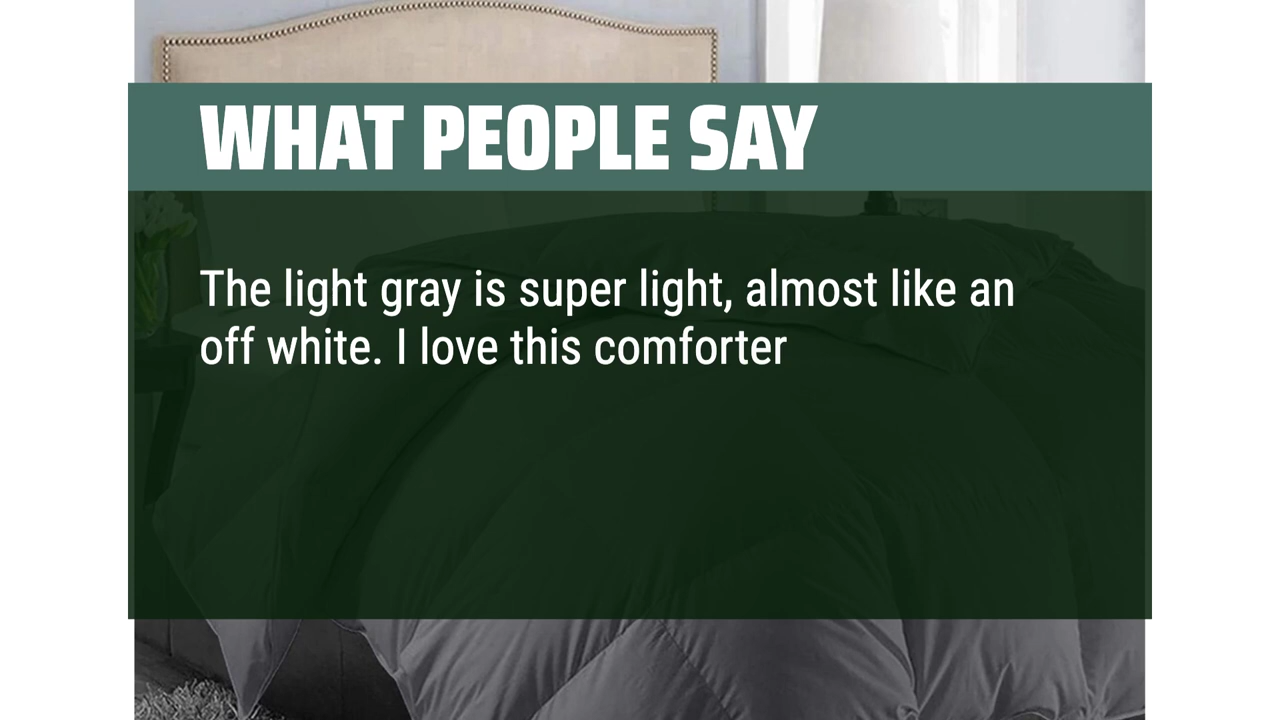 WHAT PEOPLE SAY
The light gray is super light, almost like an
off white. I love this comforter